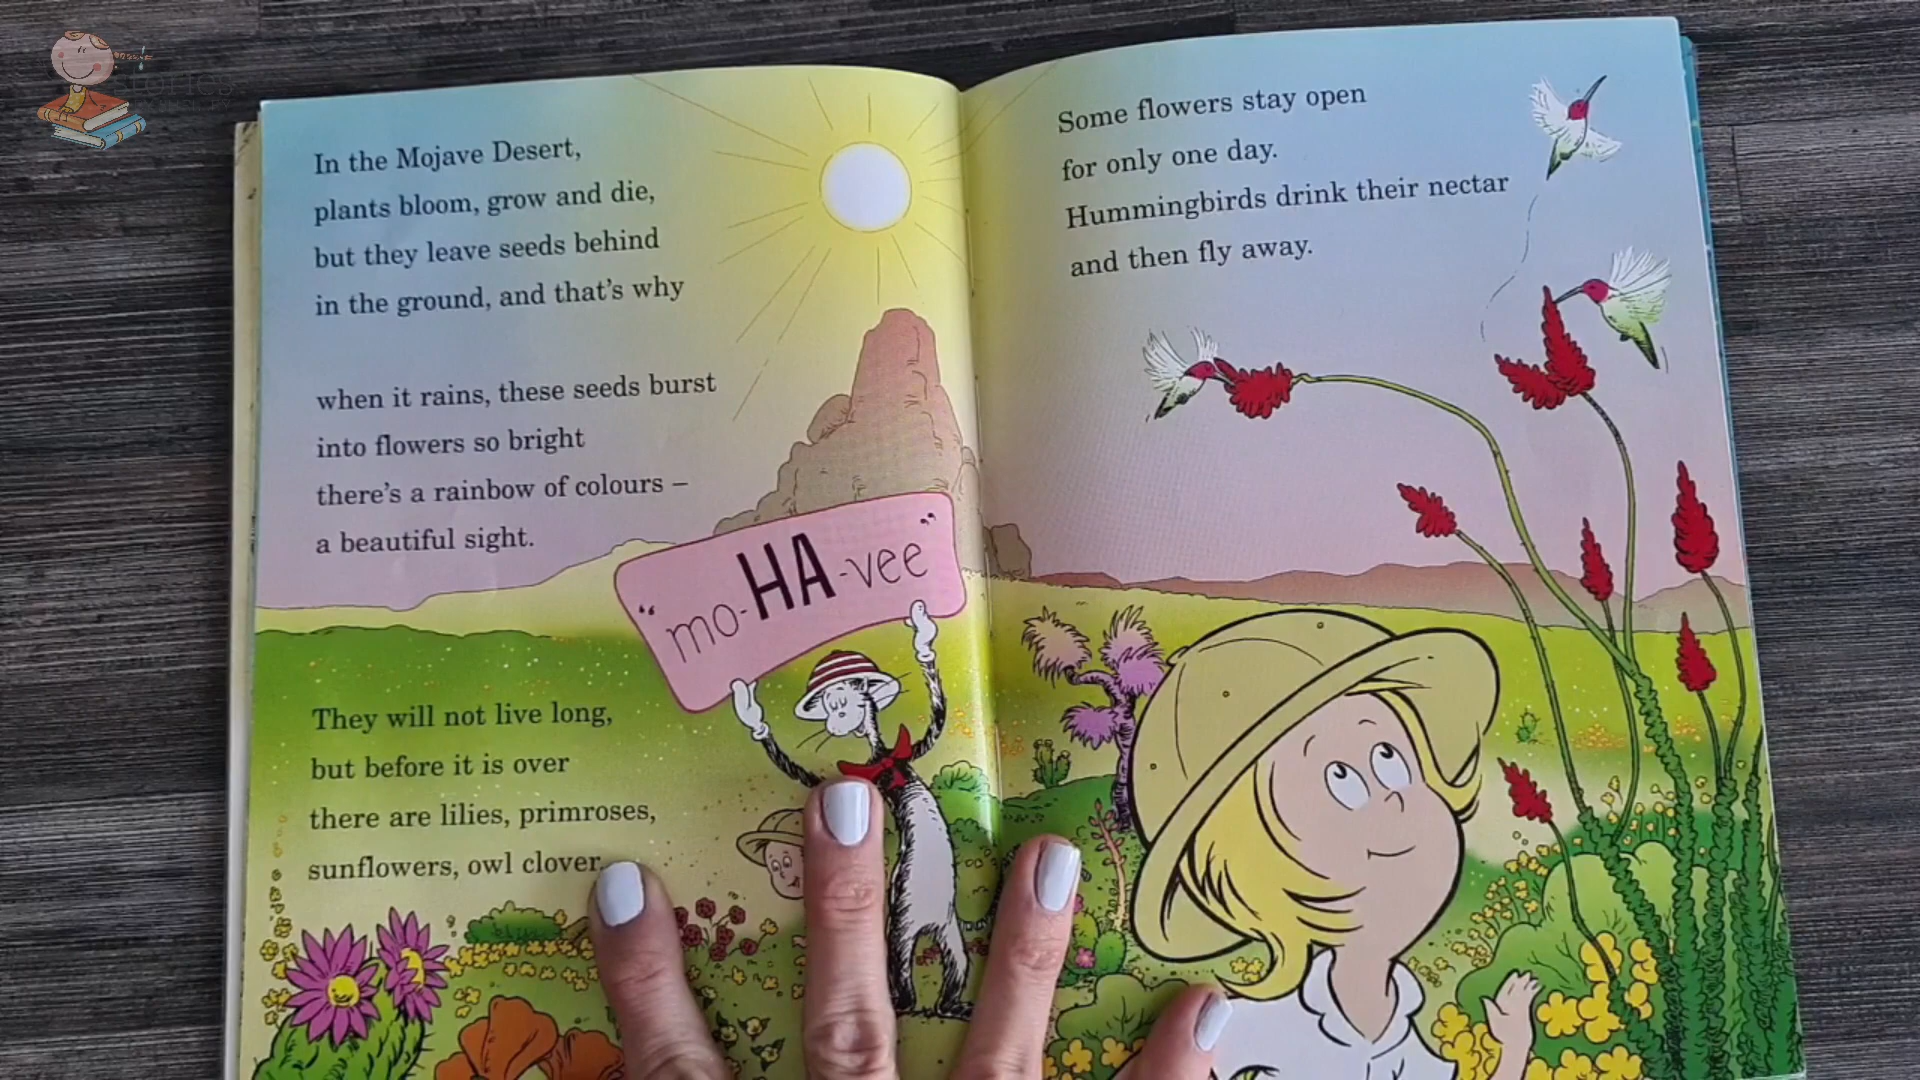 In the Mojave Desert,
plants bloom, grow and die,
but they leave seeds behind
in the ground, and that's why
when it rains, these seeds burst
into flowers so bright
there's a rainbow of colours –
a beautiful sight.
"mo-HA-vee"
They will not live long,
but before it is over
there are lilies, primroses,
sunflowers, owl clover.
Some flowers stay open
for only one day.
Hummingbirds drink their nectar
and then fly away.